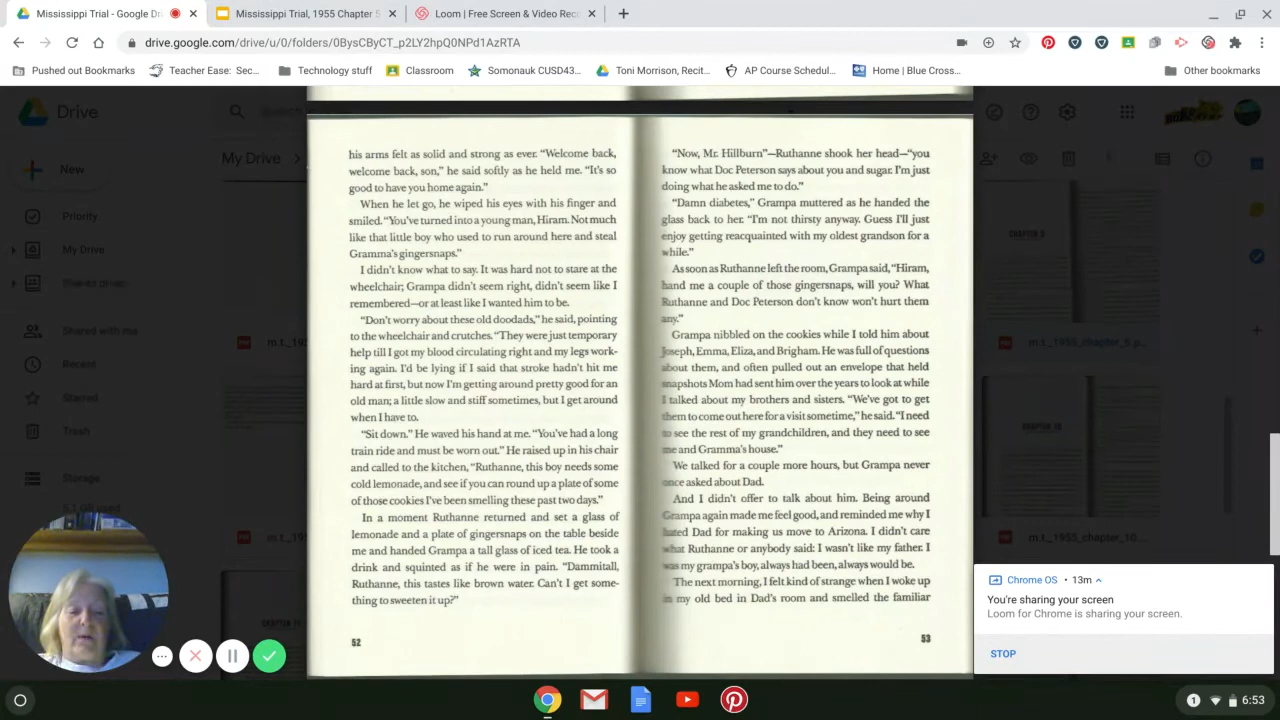 Mississippi Trial - Google Dr
Mississippi Trial, 1955 Chapter 5
Loom | Free Screen & Video Rec
drive.google.com/drive/u/0/folders/0BysCByCT_p2LY2hpQ0NPd1AzRTA
Pushed out Bookmarks
Teacher Ease: Sec...
Technology stuff
Classroom
Somonauk CUSD43...
Toni Morrison, Recit...
AP Course Schedul...
Home | Blue Cross...
Other bookmarks
Drive
Search
New
My Drive
Priority
My Drive
Shared drives
Shared with me
Recent
Starred
Trash
Storage
m.t._195
m.t._195
CHAPTER 11
his arms felt as solid and strong as ever. "Welcome back,
welcome back, son," he said softly as he held me. "It's so
good to have you home again."
When he let go, he wiped his eyes with his finger and
smiled. "You've turned into a young man, Hiram. Not much
like that little boy who used to run around here and steal
Gramma's gingersnaps."
I didn't know what to say. It was hard not to stare at the
wheelchair; Grampa didn't seem right, didn't seem like I
remembered—or at least like I wanted him to be.
"Don't worry about these old doodads," he said, pointing
to the wheelchair and crutches. "They were just temporary
help till I got my blood circulating right and my legs work-
ing again. I'd be lying if I said that stroke hadn't hit me
hard at first, but now I'm getting around pretty good for an
old man; a little slow and stiff sometimes, but I get around
when I have to.
"Sit down." He waved his hand at me. "You've had a long
train ride and must be worn out." He raised up in his chair
and called to the kitchen, "Ruthanne, this boy needs some
cold lemonade, and see if you can round up a plate of some
of those cookies I've been smelling these past two days."
In a moment Ruthanne returned and set a glass of
lemonade and a plate of gingersnaps on the table beside
me and handed Grampa a tall glass of iced tea. He took a
drink and squinted as if he were in pain. "Dammitall,
Ruthanne, this tastes like brown water. Can't I get some-
thing to sweeten it up?"
52
"Now, Mr. Hillburn"—Ruthanne shook her head—"you
know what Doc Peterson says about you and sugar. I'm just
doing what he asked me to do."
"Damn diabetes," Grampa muttered as he handed the
glass back to her. "I'm not thirsty anyway. Guess I'll just
enjoy getting reacquainted with my oldest grandson for a
while."
As soon as Ruthanne left the room, Grampa said, "Hiram,
hand me a couple of those gingersnaps, will you? What
Ruthanne and Doc Peterson don't know won't hurt them
any."
Grampa nibbled on the cookies while I told him about
Joseph, Emma, Eliza, and Brigham. He was full of questions
about them, and often pulled out an envelope that held
snapshots Mom had sent him over the years to look at while
I talked about my brothers and sisters. "We've got to get
them to come out here for a visit sometime," he said. "I need
to see the rest of my grandchildren, and they need to see
me and Gramma's house."
We talked for a couple more hours, but Grampa never
once asked about Dad.
And I didn't offer to talk about him. Being around
Grampa again made me feel good, and reminded me why I
hated Dad for making us move to Arizona. I didn't care
what Ruthanne or anybody said: I wasn't like my father. I
was my grampa's boy, always had been, always would be.
The next morning, I felt kind of strange when I woke up
in my old bed in Dad's room and smelled the familiar
53
m.t._1955_chapter_
m.t._1955_chapter_10
Chrome OS • 13m
You're sharing your screen
Loom for Chrome is sharing your screen.
STOP
1
6:53